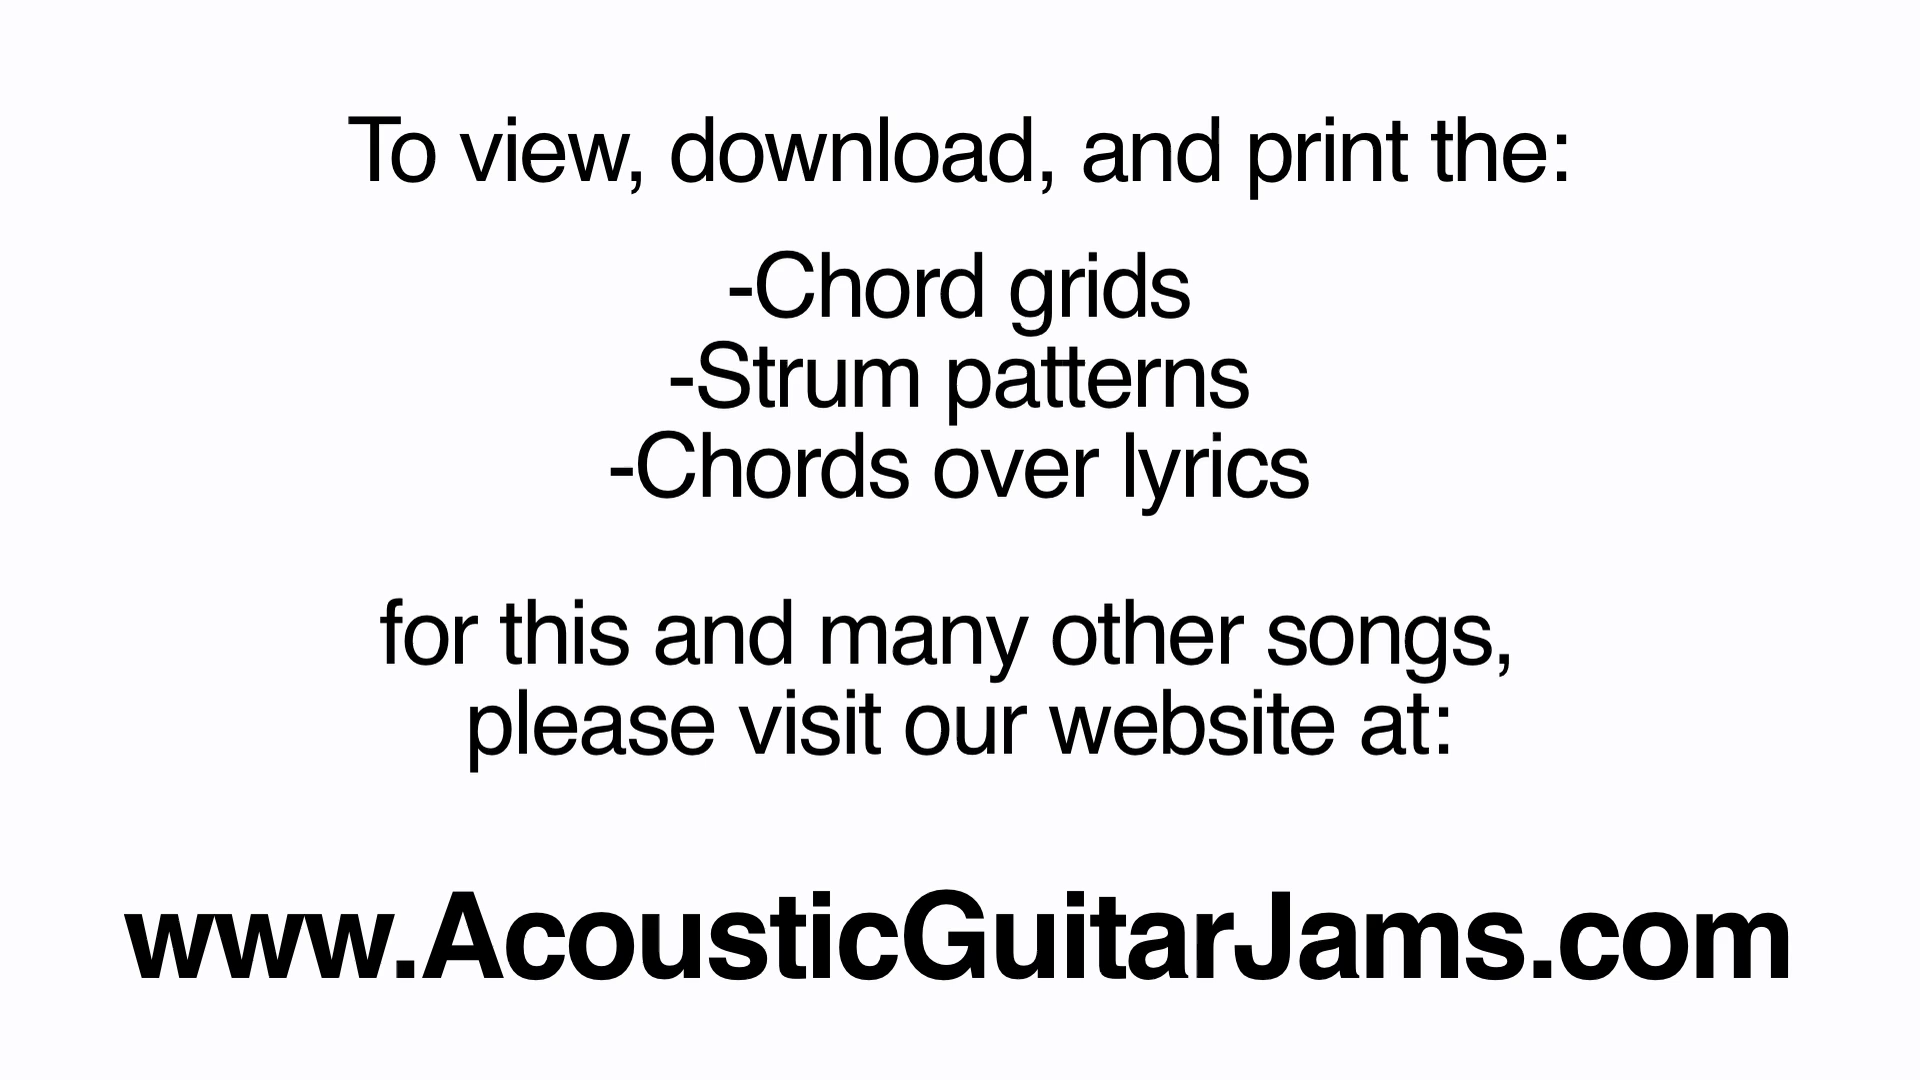 To view, download, and print the:
-Chord grids
-Strum patterns
-Chords over lyrics
for this and many other songs,
please visit our website at:
www.AcousticGuitarJams.com